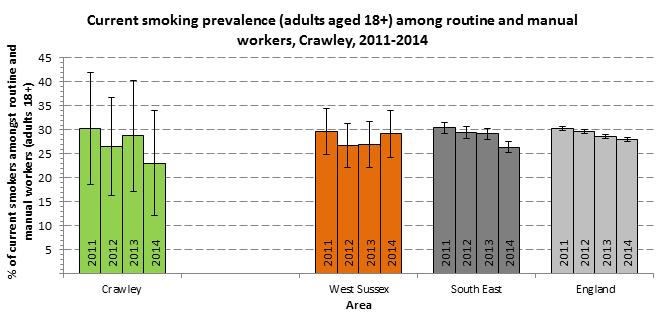 Current smoking prevalence (adults aged 18+) among routine and manual
workers, Crawley, 2011-2014
% of current smokers amongst routine and
manual workers (adults 18+)
45
40
35
30
25
20
15
10
5
2011 2012 2013 2014
2011 2012 2013 2014
2011 2012 2013 2014
2011 2012 2013 2014
Crawley West Sussex South East England
Area